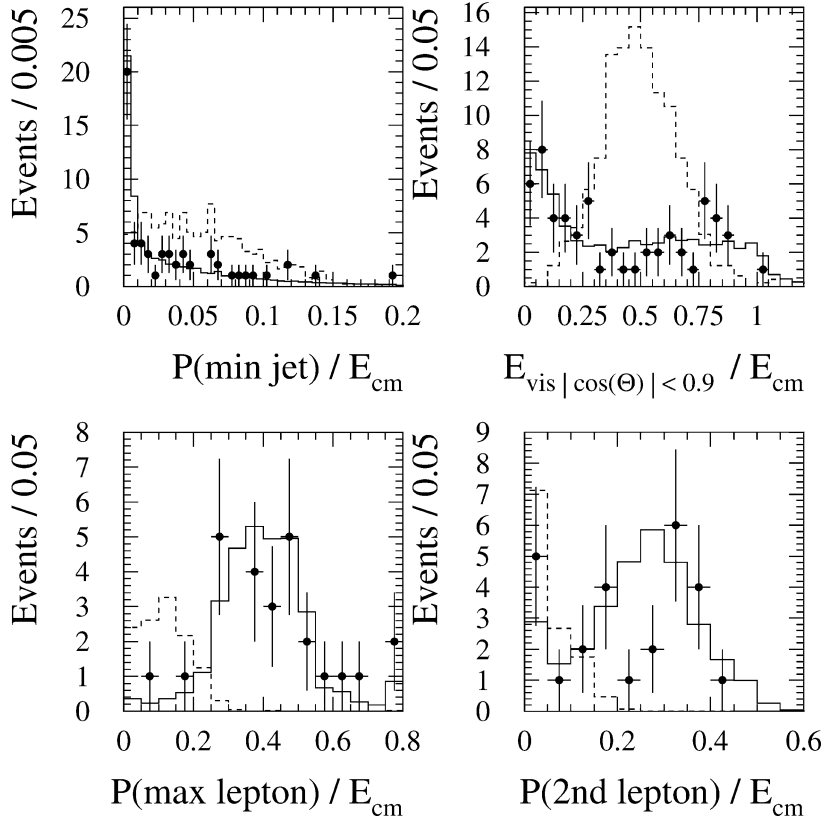 Events / 0.005
25
20
15
10
5
0
0 0.05 0.1 0.15 0.2
P(min jet) / E_cm
Events / 0.05
16
14
12
10
8
6
4
2
0
0 0.25 0.5 0.75 1
E_vis | cos(Θ) | < 0.9 / E_cm
Events / 0.05
8
7
6
5
4
3
2
1
0
0 0.2 0.4 0.6 0.8
P(max lepton) / E_cm
Events / 0.05
9
8
7
6
5
4
3
2
1
0
0 0.2 0.4 0.6
P(2nd lepton) / E_cm